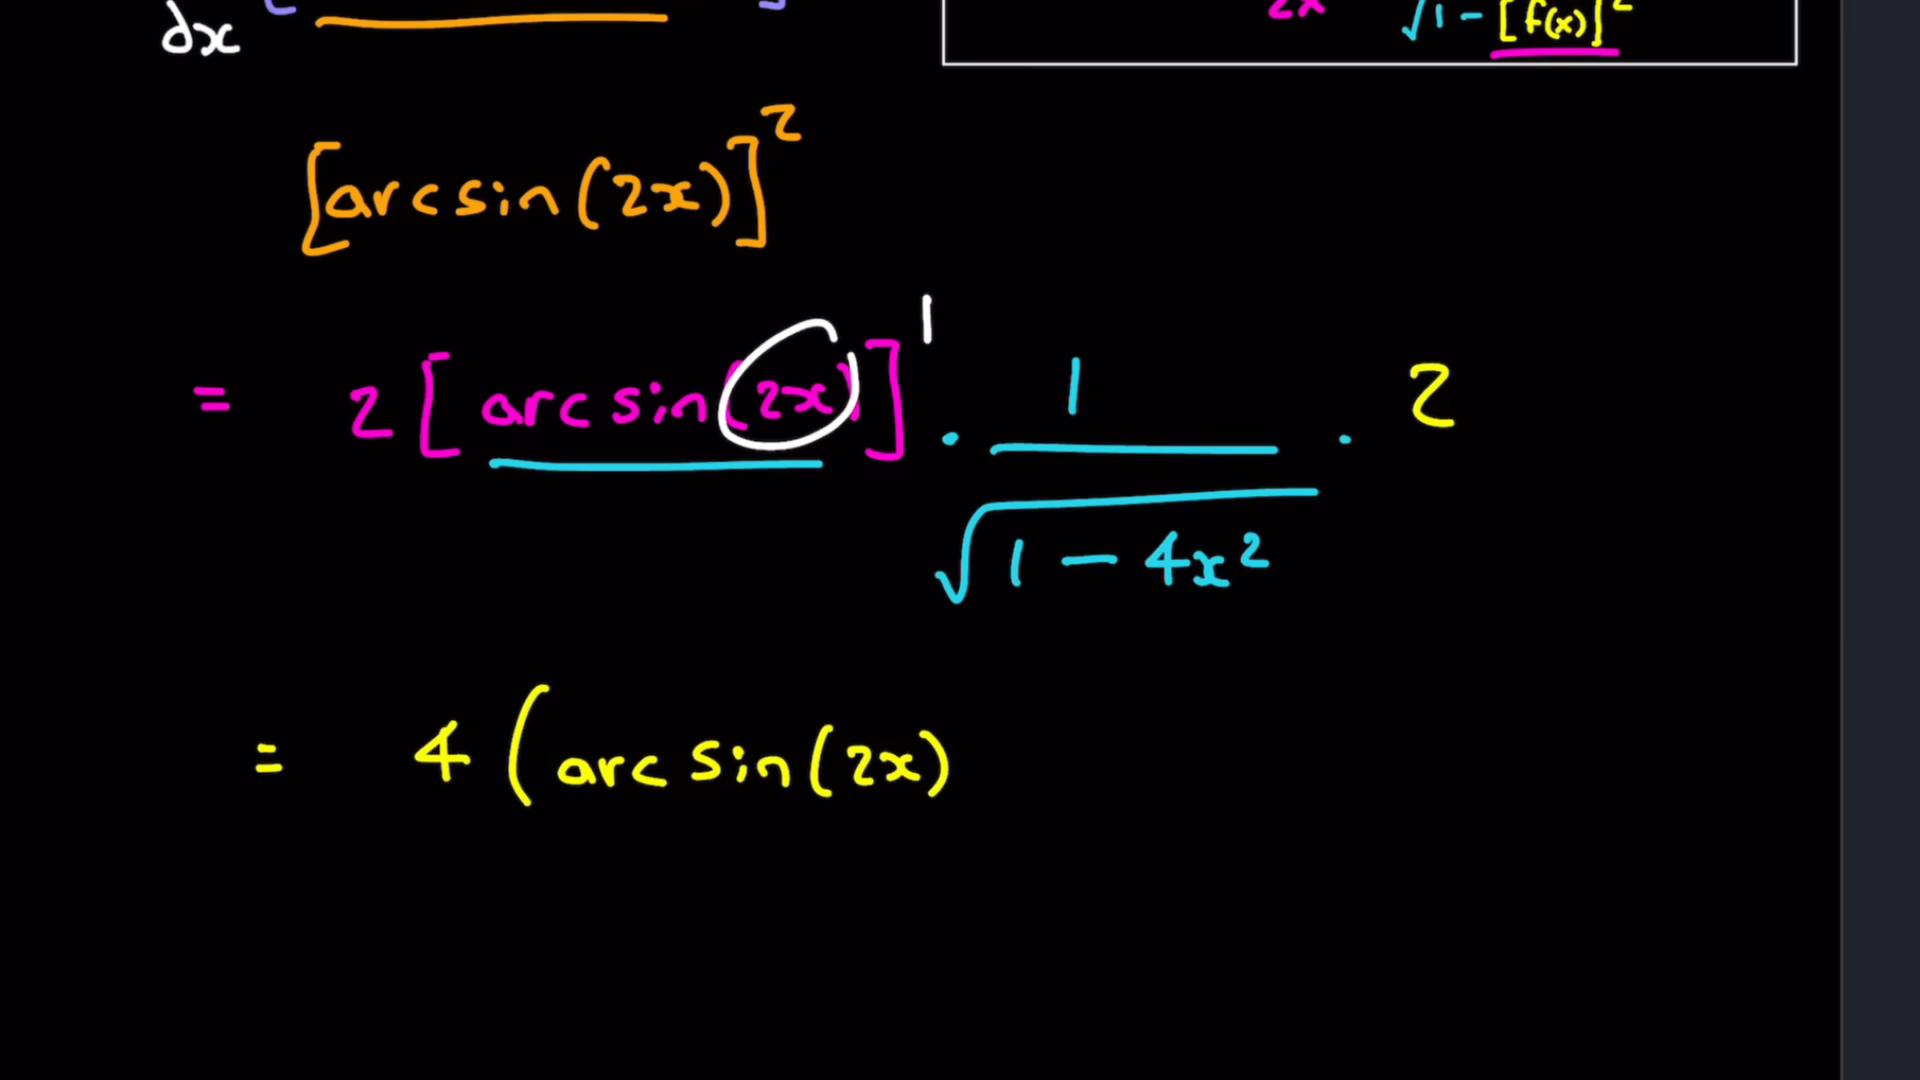 dx [ ] 2x √1 - [f(x)]²
[arcsin(2x)]²
= 2[arcsin(2x)]¹ · 1/√(1 - 4x²) · 2
= 4(arcsin(2x)